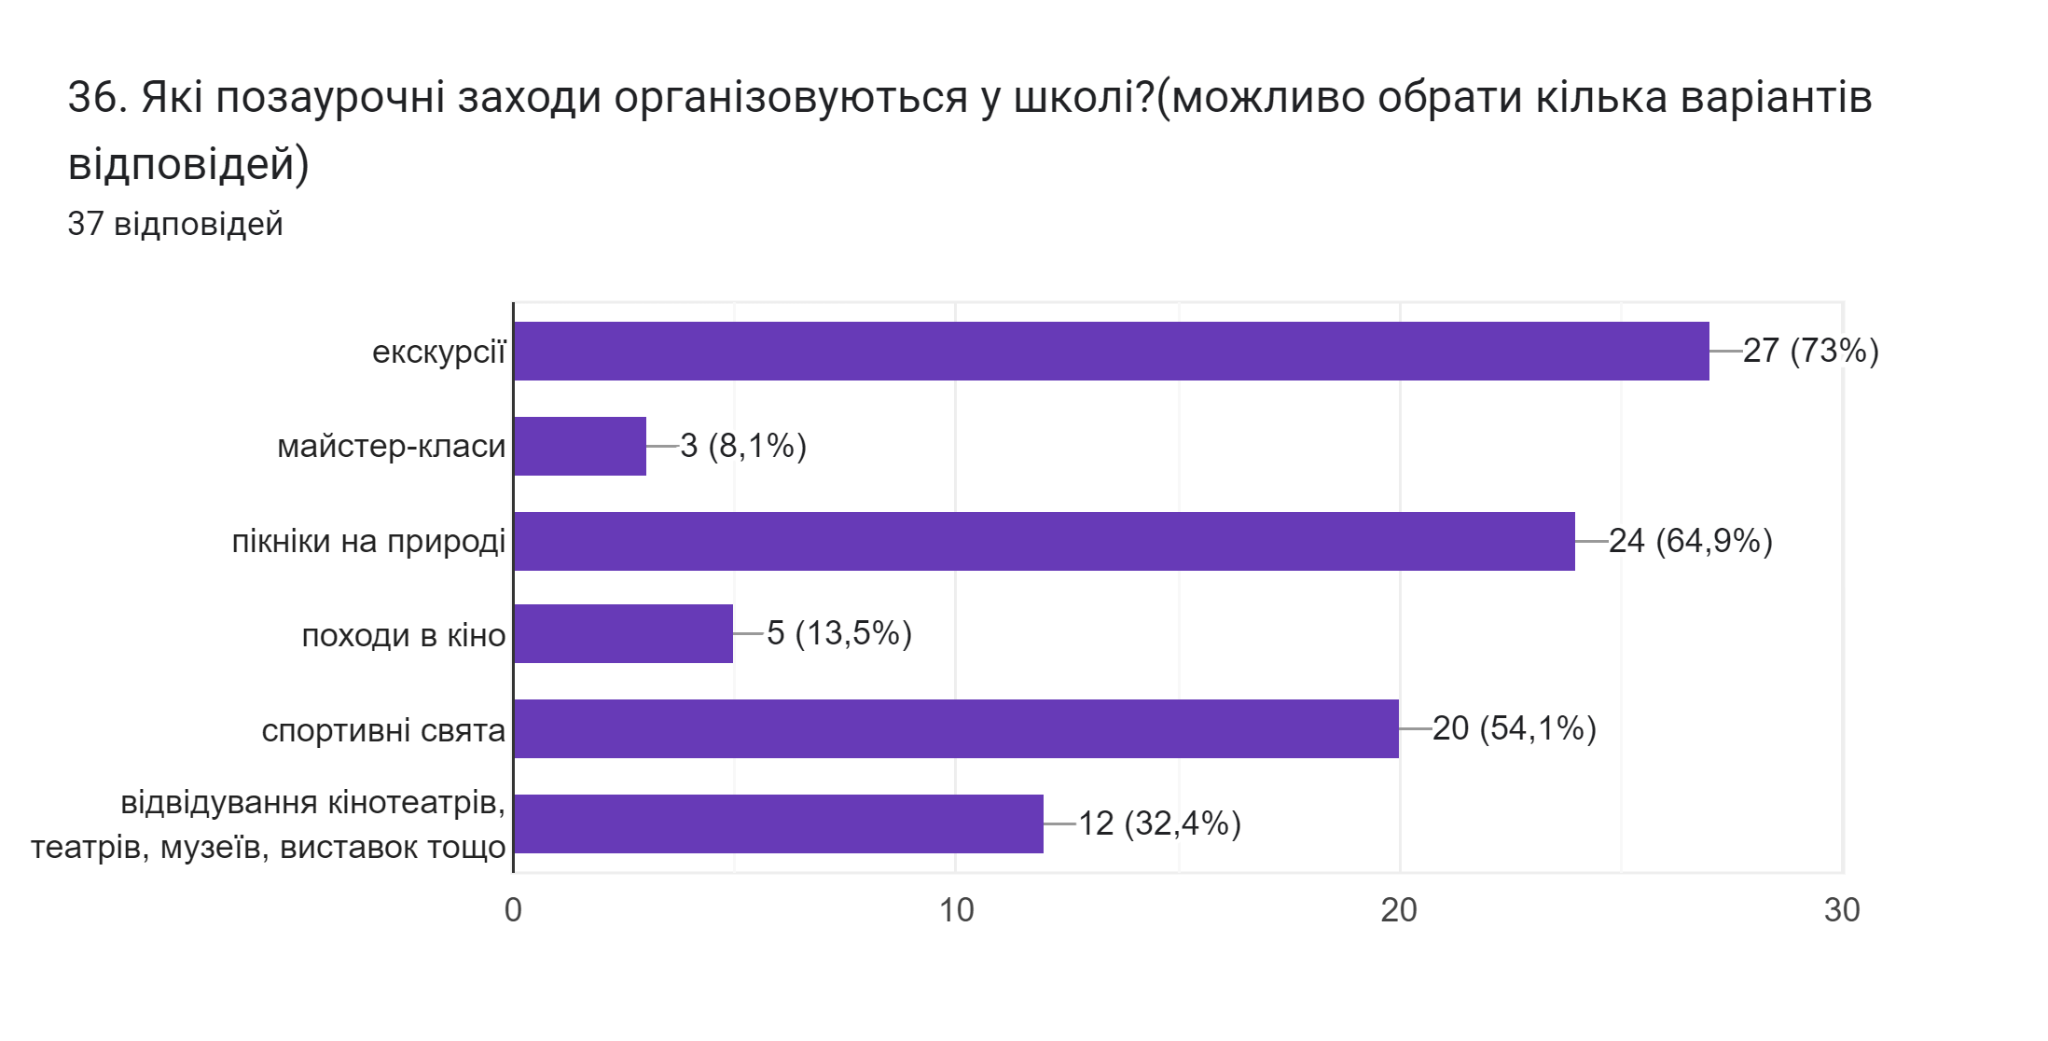 36. Які позаурочні заходи організовуються у школі?(можливо обрати кілька варіантів
відповідей)
37 відповідей
екскурсії
27 (73%)
майстер-класи
3 (8,1%)
пікніки на природі
24 (64,9%)
походи в кіно
5 (13,5%)
спортивні свята
20 (54,1%)
відвідування кінотеатрів,
театрів, музеїв, виставок тощо
12 (32,4%)
0 10 20 30